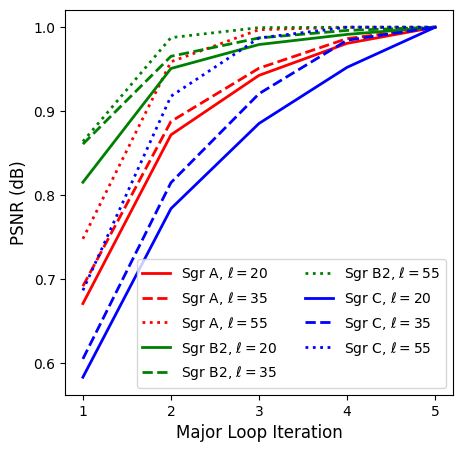 1.0
0.9
0.8
0.7
0.6
PSNR (dB)
Sgr A, ℓ = 20
Sgr A, ℓ = 35
Sgr A, ℓ = 55
Sgr B2, ℓ = 20
Sgr B2, ℓ = 35
Sgr B2, ℓ = 55
Sgr C, ℓ = 20
Sgr C, ℓ = 35
Sgr C, ℓ = 55
1 2 3 4 5
Major Loop Iteration